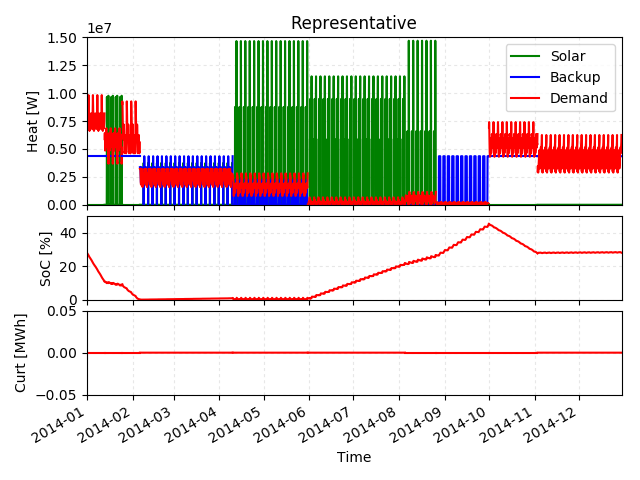 Representative
1e7
Heat [W]
1.50
1.25
1.00
0.75
0.50
0.25
0.00
Solar
Backup
Demand
SoC [%]
40
20
0
Curt [MWh]
0.05
0.00
−0.05
2014-01
2014-02
2014-03
2014-04
2014-05
2014-06
2014-07
2014-08
2014-09
2014-10
2014-11
2014-12
Time